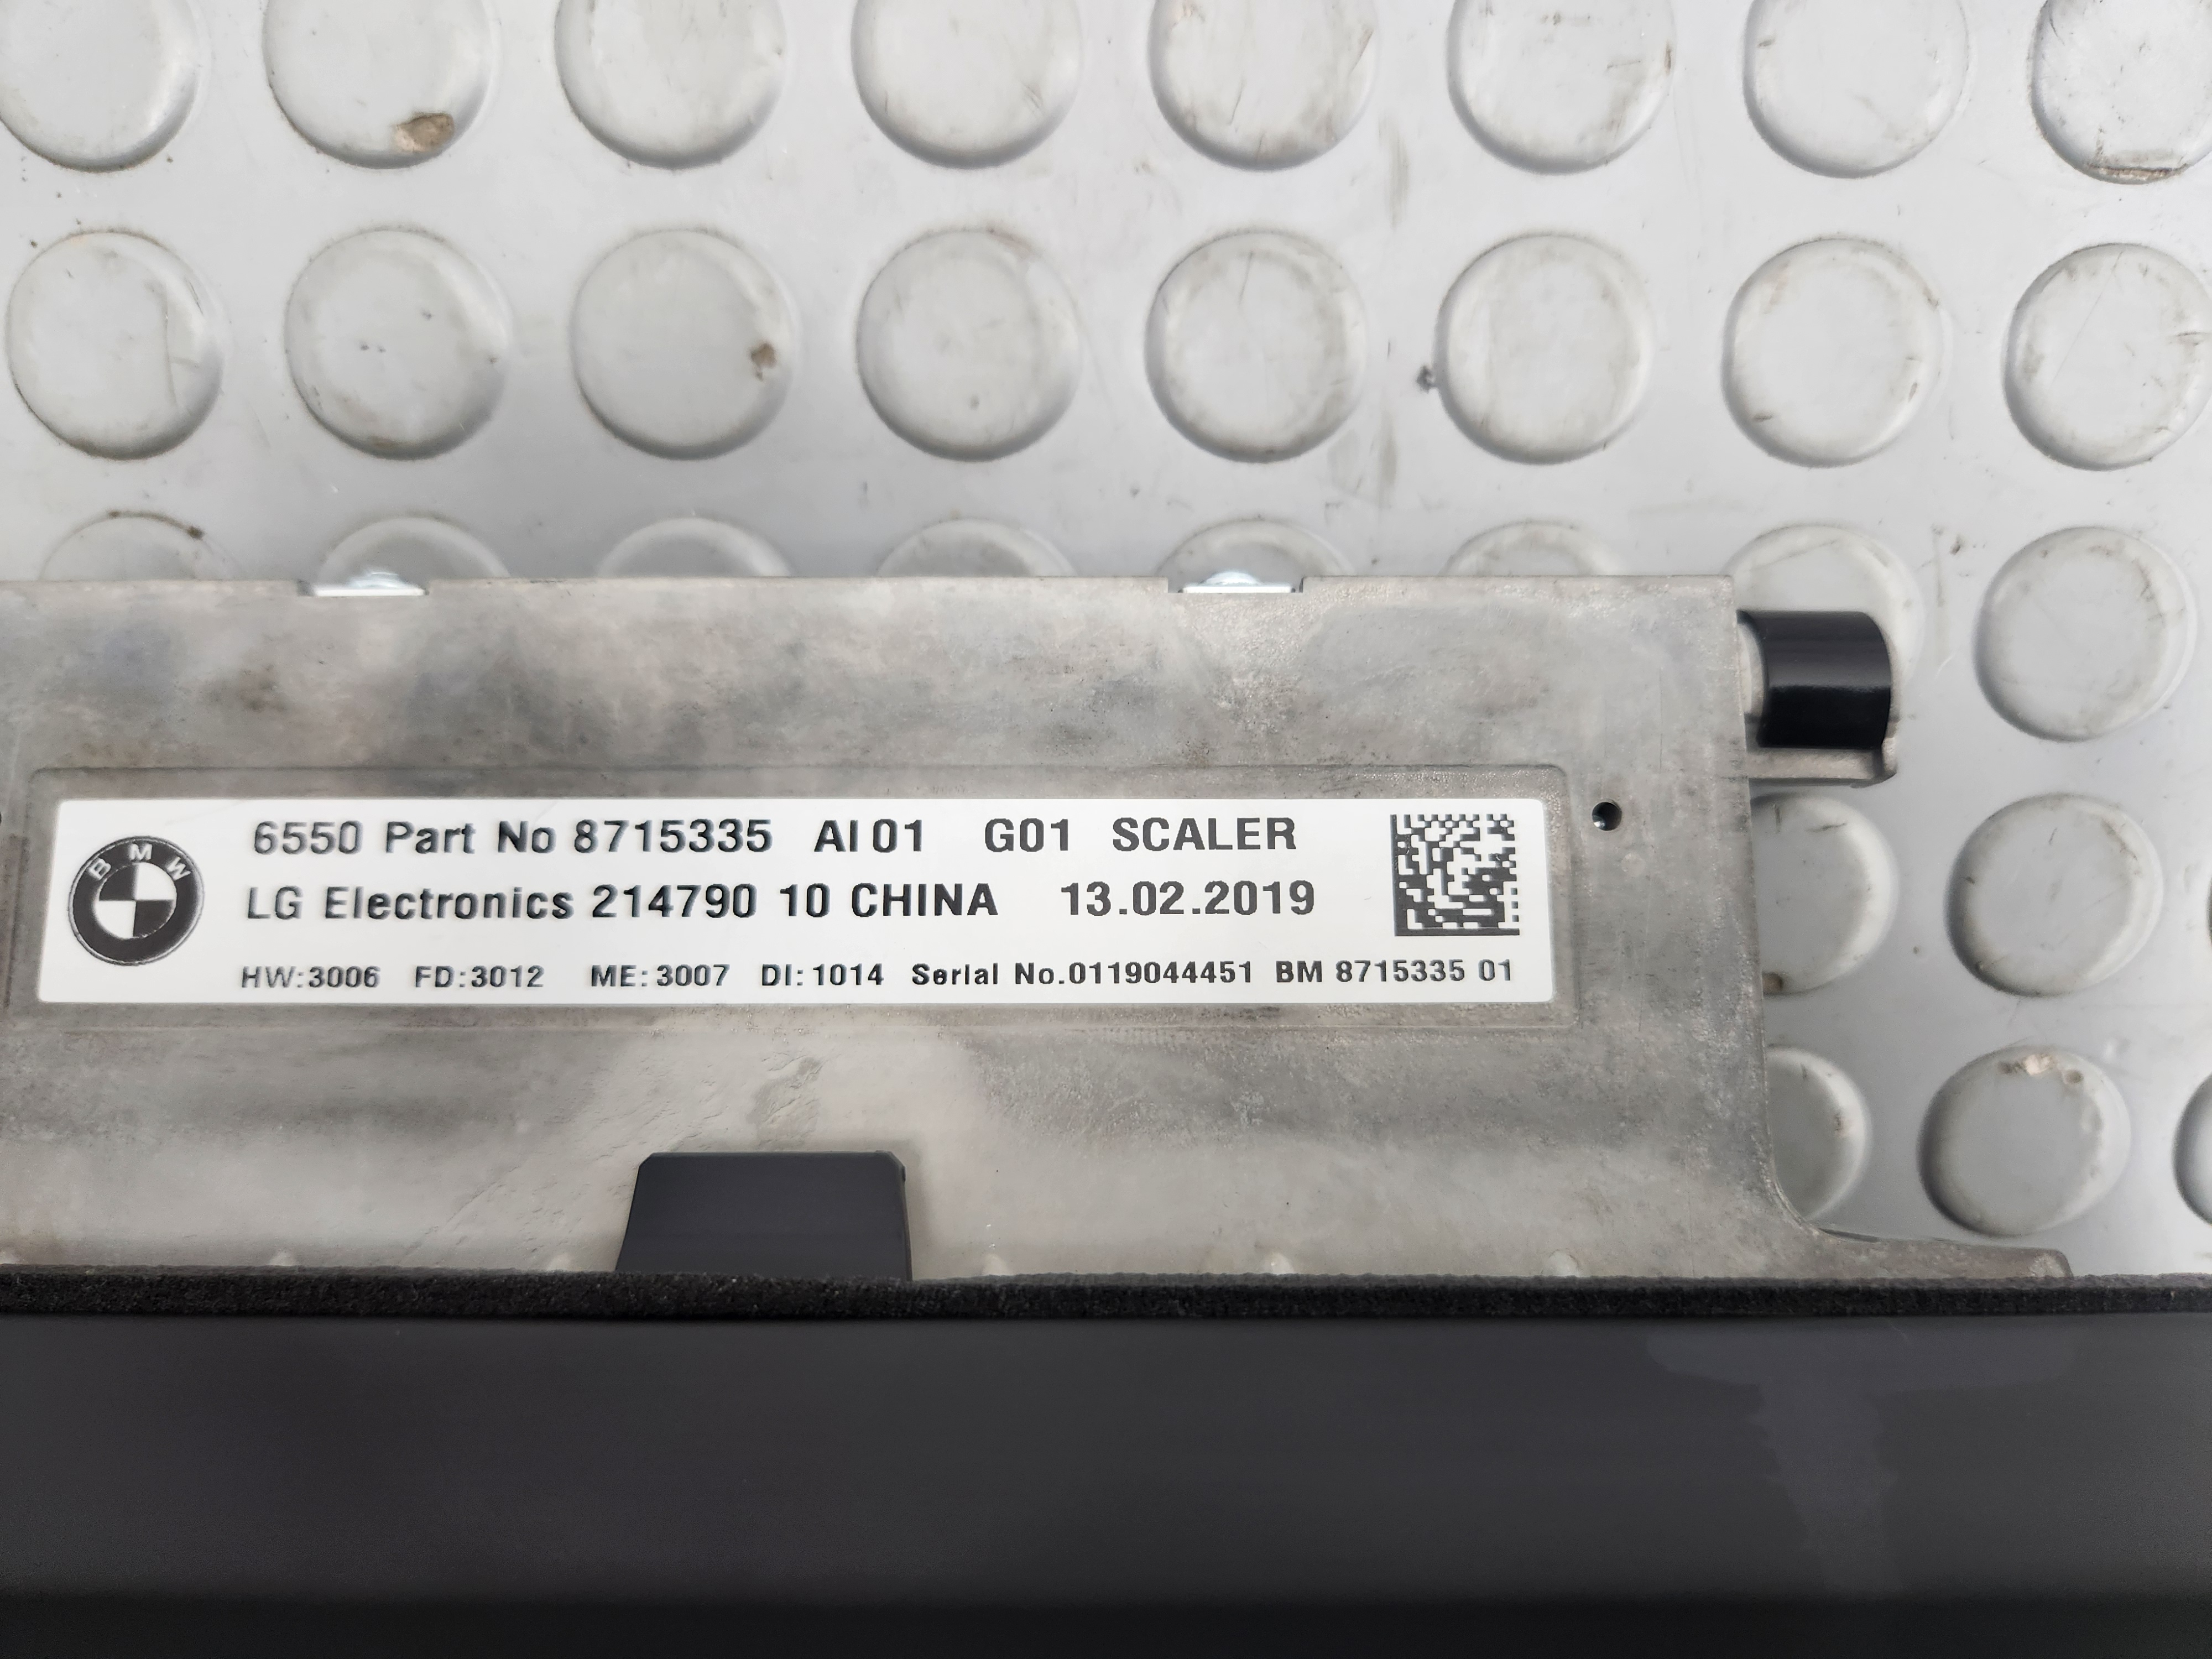 6550 Part No 8715335 AI 01 G01 SCALER
BMW
LG Electronics 214790 10 CHINA 13.02.2019
HW:3006 FD:3012 ME:3007 DI:1014 Serial No.0119044451 BM 8715335 01